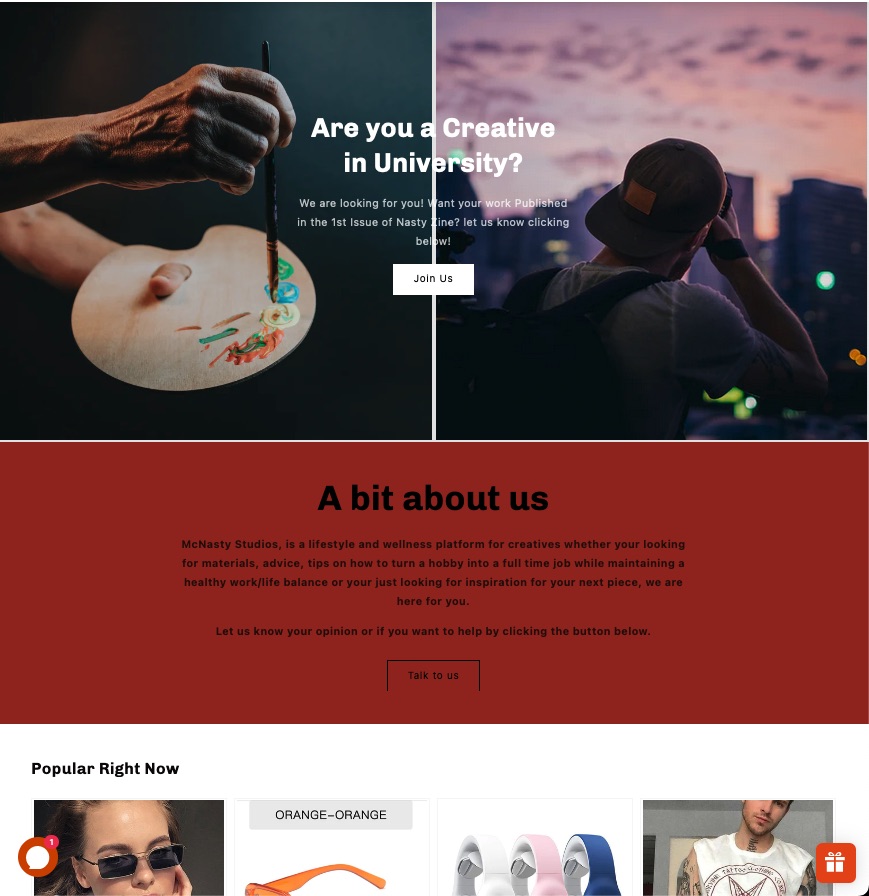 Are you a Creative
in University?
We are looking for you! Want your work Published
in the 1st Issue of Nasty Zine? let us know clicking
below!
Join Us
A bit about us
McNasty Studios, is a lifestyle and wellness platform for creatives whether your looking
for materials, advice, tips on how to turn a hobby into a full time job while maintaining a
healthy work/life balance or your just looking for inspiration for your next piece, we are
here for you.
Let us know your opinion or if you want to help by clicking the button below.
Talk to us
Popular Right Now
ORANGE-ORANGE
1